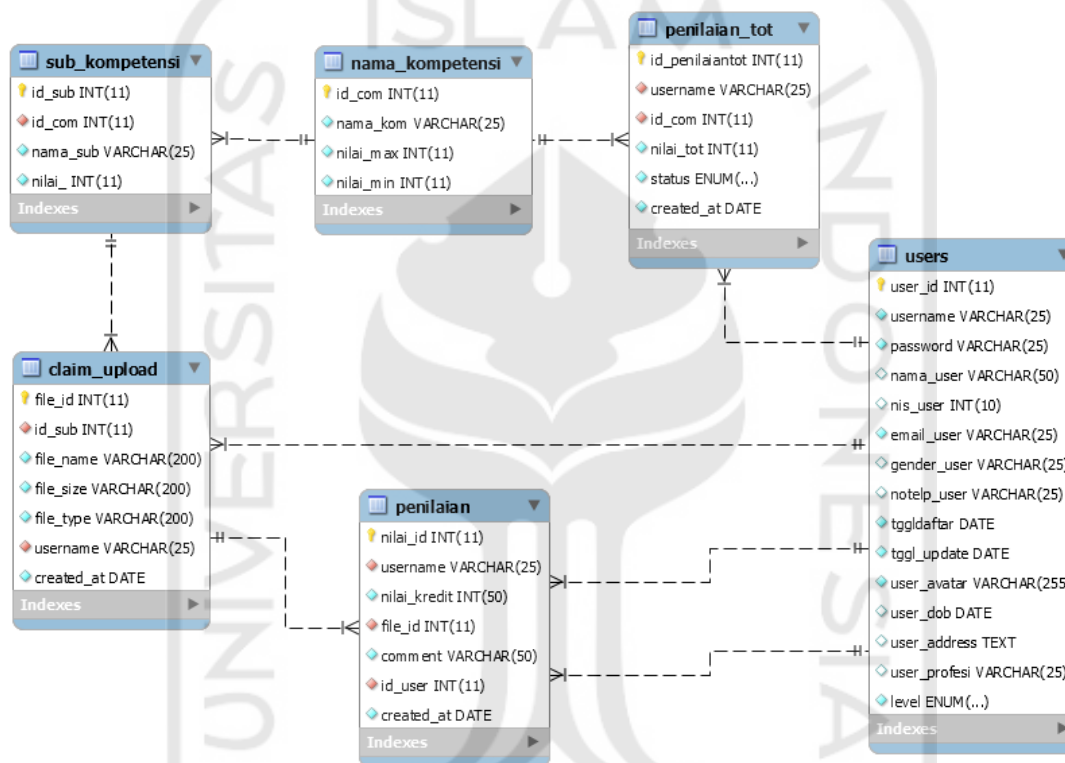 ISLAM
UNIVERSITAS
INDONESIA
sub_kompetensi
id_sub INT(11)
id_com INT(11)
nama_sub VARCHAR(25)
nilai_ INT(11)
Indexes
nama_kompetensi
id_com INT(11)
nama_kom VARCHAR(25)
nilai_max INT(11)
nilai_min INT(11)
Indexes
penilaian_tot
id_penilaiantot INT(11)
username VARCHAR(25)
id_com INT(11)
nilai_tot INT(11)
status ENUM(...)
created_at DATE
Indexes
users
user_id INT(11)
username VARCHAR(25)
password VARCHAR(25)
nama_user VARCHAR(50)
nis_user INT(10)
email_user VARCHAR(25)
gender_user VARCHAR(25)
notelp_user VARCHAR(25)
tggldaftar DATE
tggl_update DATE
user_avatar VARCHAR(255
user_dob DATE
user_address TEXT
user_profesi VARCHAR(25)
level ENUM(...)
Indexes
claim_upload
file_id INT(11)
id_sub INT(11)
file_name VARCHAR(200)
file_size VARCHAR(200)
file_type VARCHAR(200)
username VARCHAR(25)
created_at DATE
Indexes
penilaian
nilai_id INT(11)
username VARCHAR(25)
nilai_kredit INT(50)
file_id INT(11)
comment VARCHAR(50)
id_user INT(11)
created_at DATE
Indexes